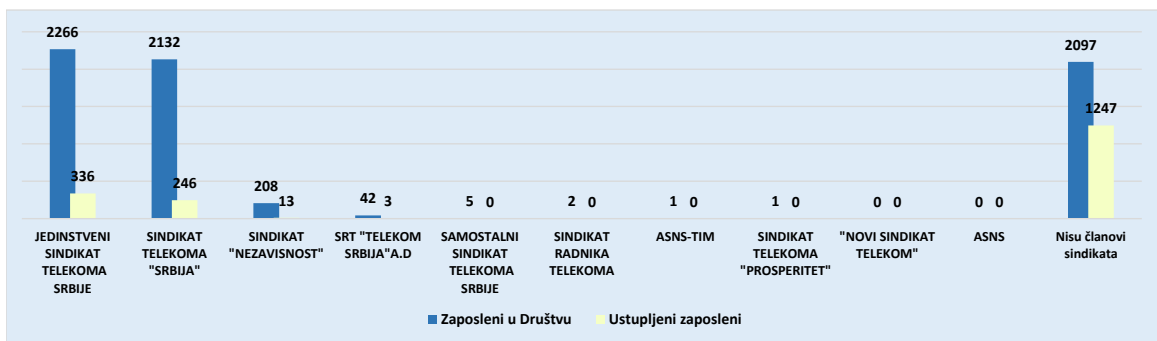 2266
336
2132
246
208
13
42
3
5
0
2
0
1
0
1
0
0
0
0
0
2097
1247
JEDINSTVENI
SINDIKAT
TELEKOMA
SRBIJE
SINDIKAT
TELEKOMA
"SRBIJA"
SINDIKAT
"NEZAVISNOST"
SRT "TELEKOM
SRBIJA"A.D
SAMOSTALNI
SINDIKAT
TELEKOMA
SRBIJE
SINDIKAT
RADNIKA
TELEKOMA
ASNS-TIM
SINDIKAT
TELEKOMA
"PROSPERITET"
"NOVI SINDIKAT
TELEKOM"
ASNS
Nisu članovi
sindikata
Zaposleni u Društvu
Ustupljeni zaposleni